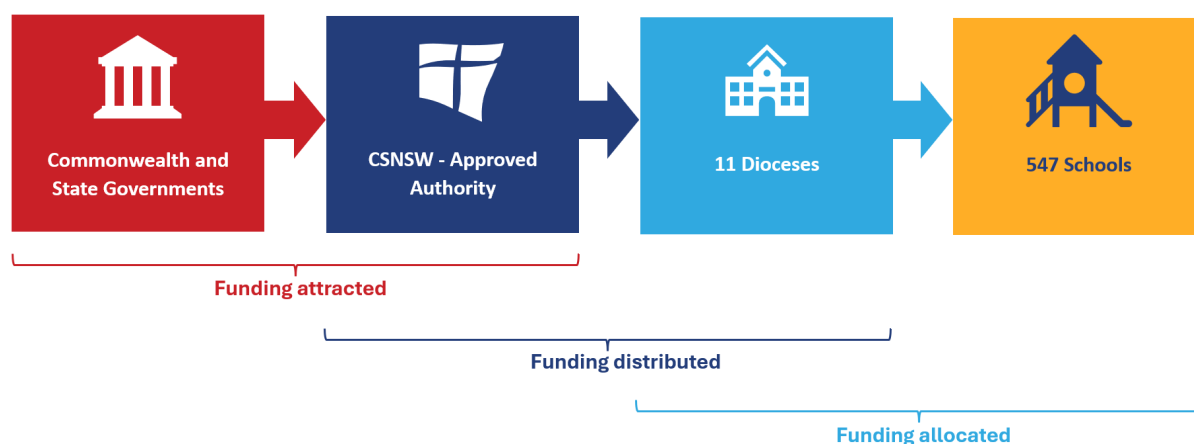 Commonwealth and
State Governments
CSNSW - Approved
Authority
11 Dioceses
547 Schools
Funding attracted
Funding distributed
Funding allocated